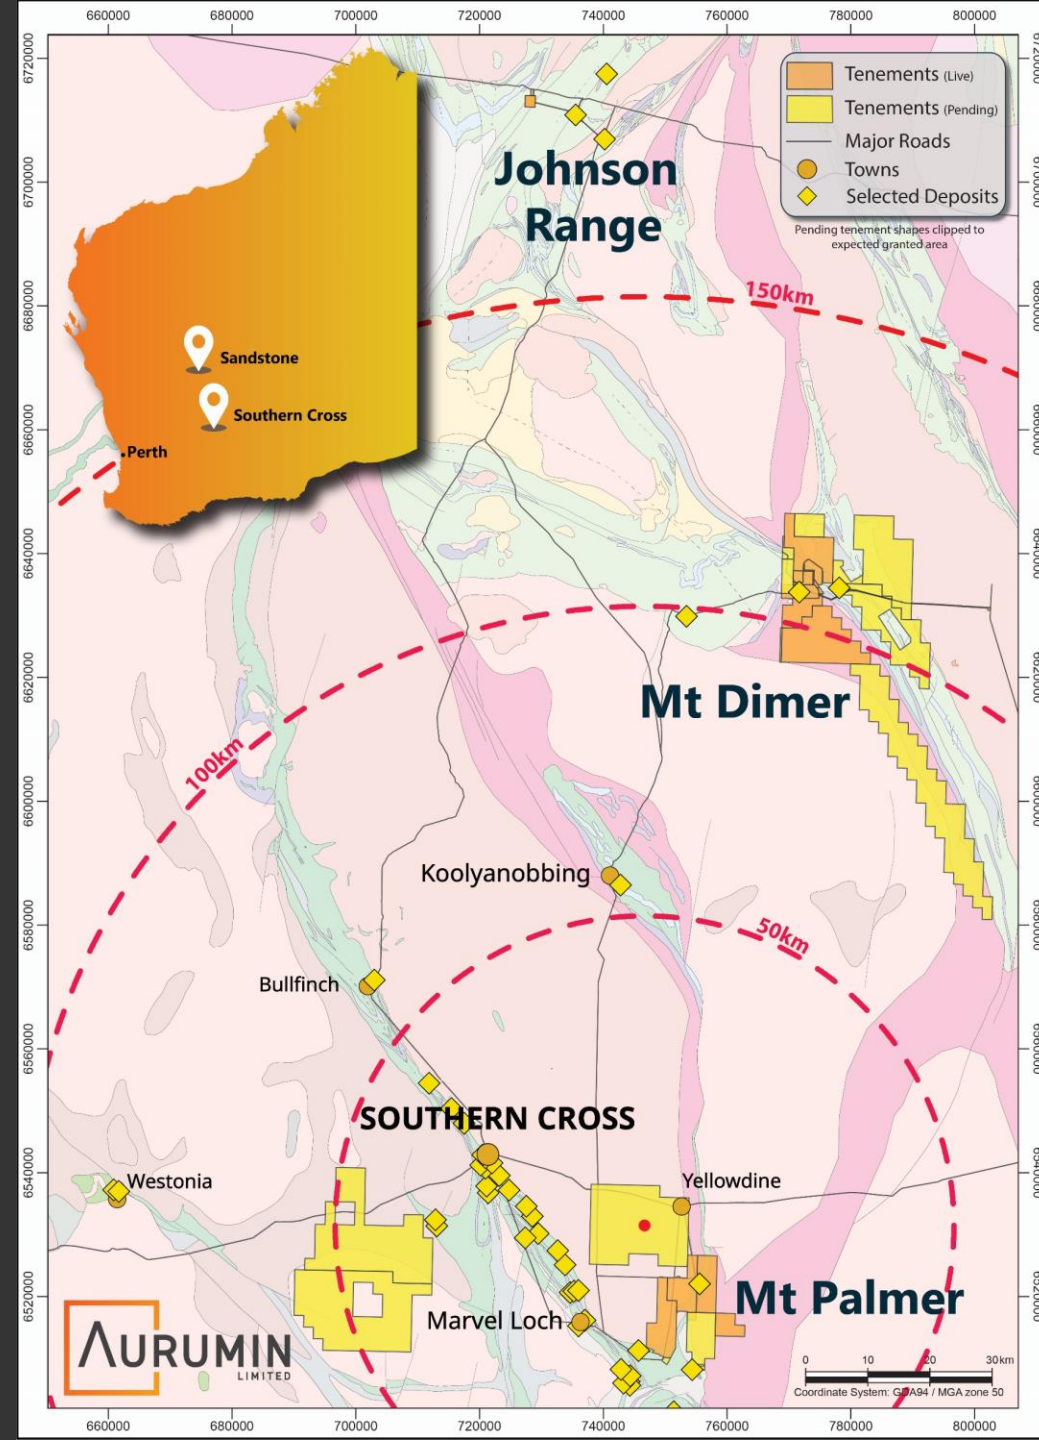 660000 680000 700000 720000 740000 760000 780000 800000
6720000
6700000
6680000
6660000
6640000
6620000
6600000
6580000
6560000
6540000
6520000
Tenements (Live)
Tenements (Pending)
Major Roads
Towns
Selected Deposits
Pending tenement shapes clipped to
expected granted area
Johnson
Range
150km
Sandstone
Southern Cross
Perth
Mt Dimer
100km
Koolyanobbing
50km
Bullfinch
SOUTHERN CROSS
Westonia
Yellowdine
Mt Palmer
Marvel Loch
AURUMIN
LIMITED
0 10 20 30km
Coordinate System: GDA94 / MGA zone 50
660000 680000 700000 720000 740000 760000 780000 800000